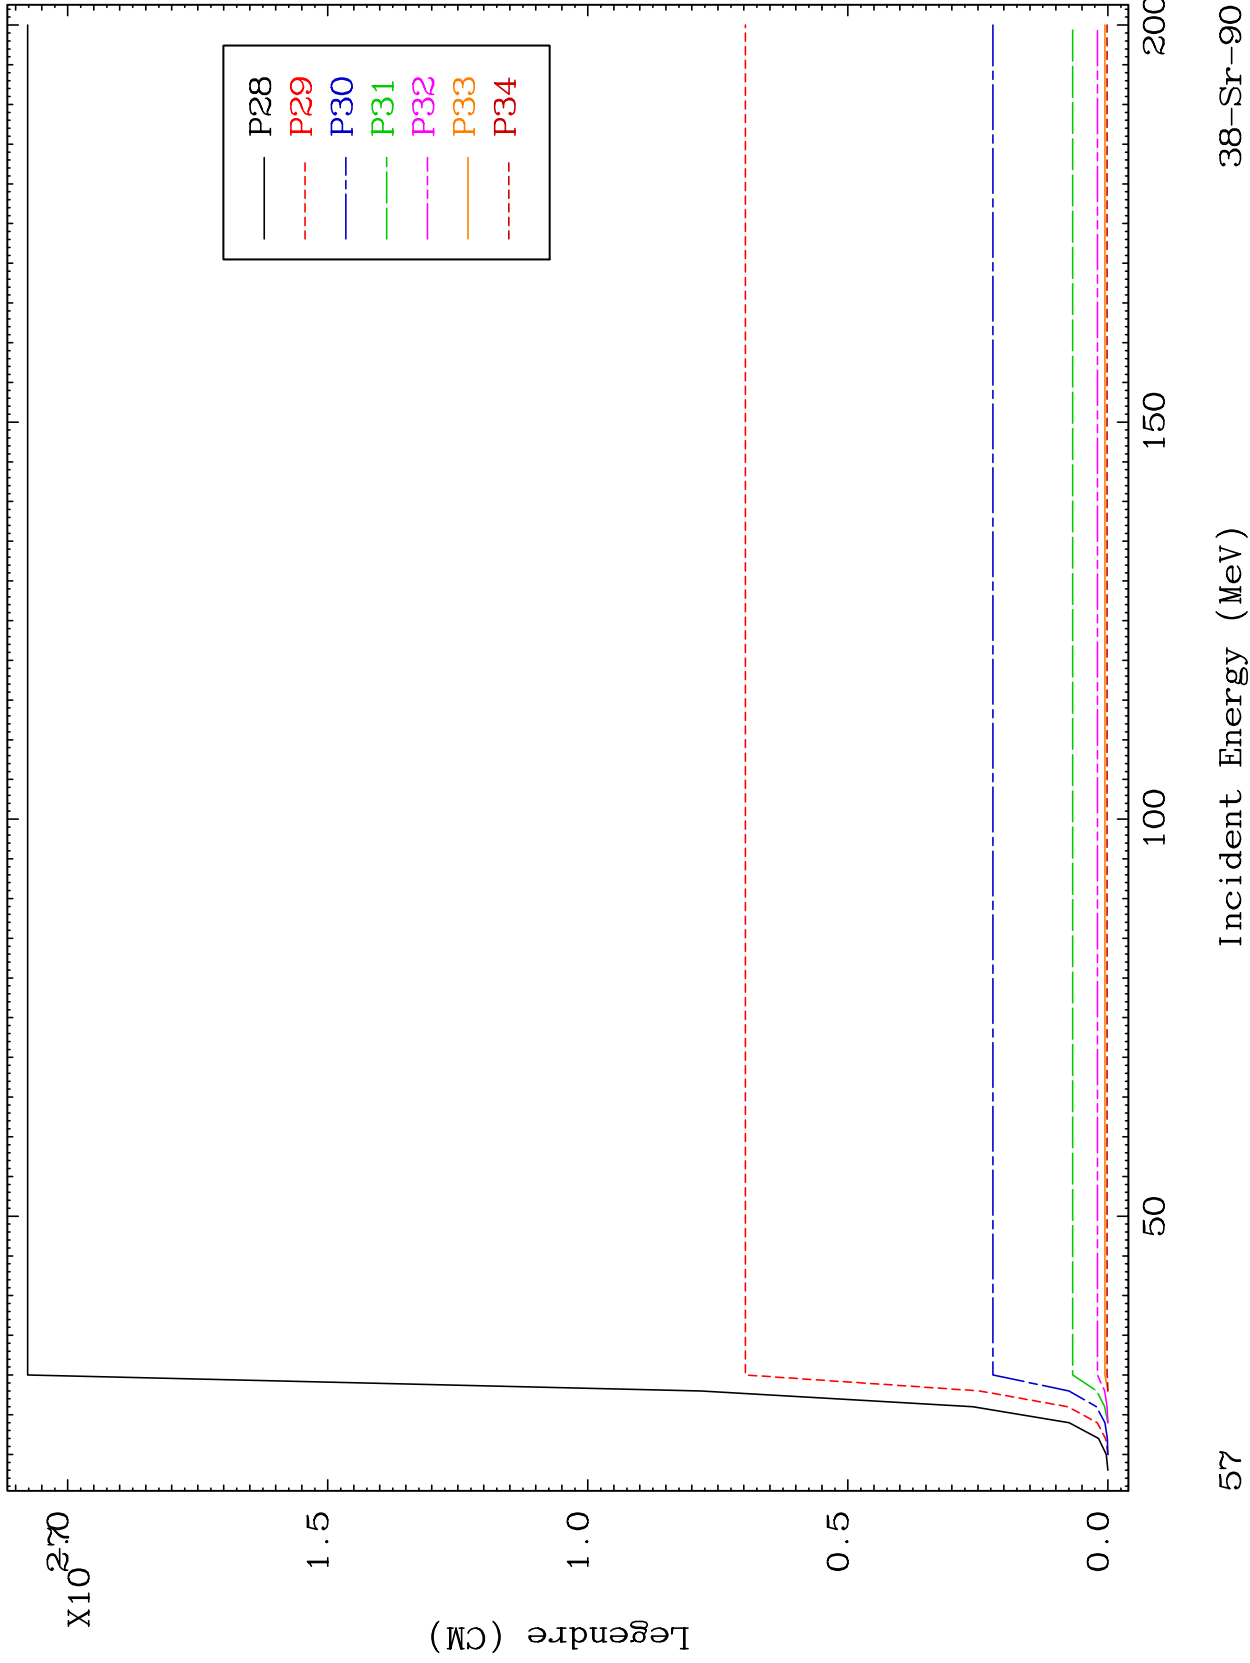 X10-7
2.0
1.5
1.0
0.5
0.0
Legendre (CM)
P28
P29
P30
P31
P32
P33
P34
50
100
150
200
57
Incident Energy (MeV)
38-Sr-90